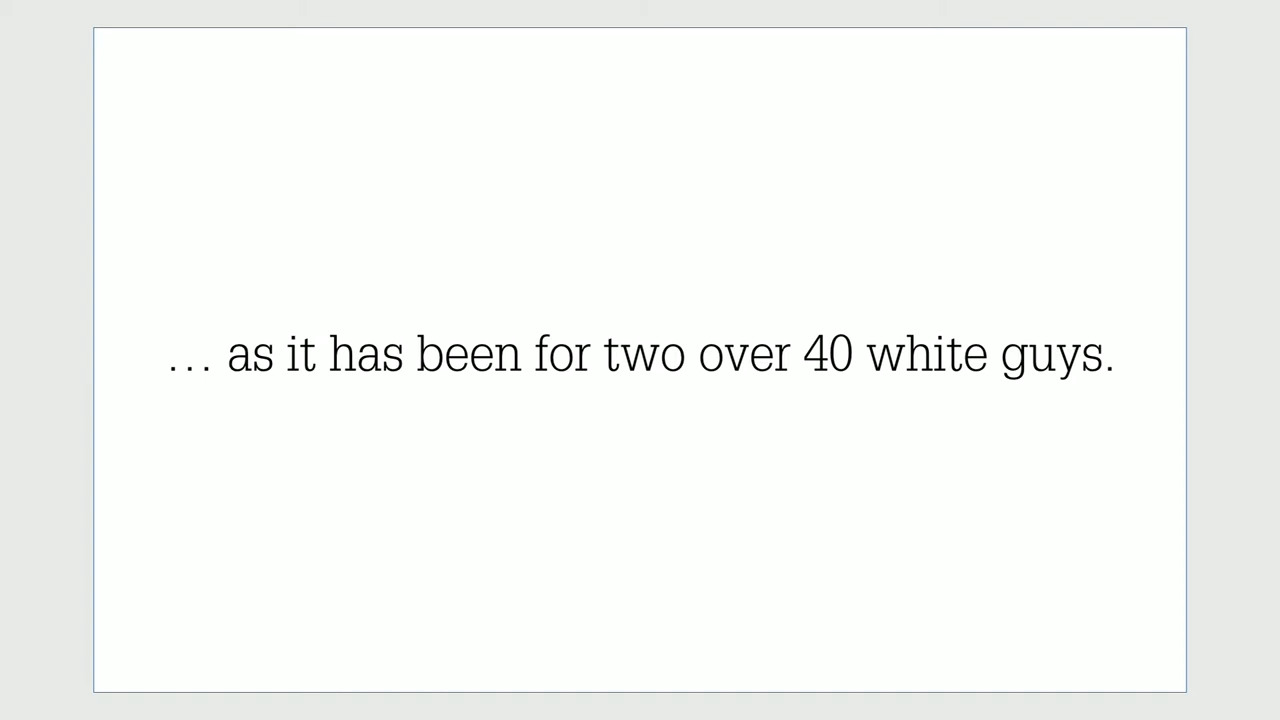 … as it has been for two over 40 white guys.